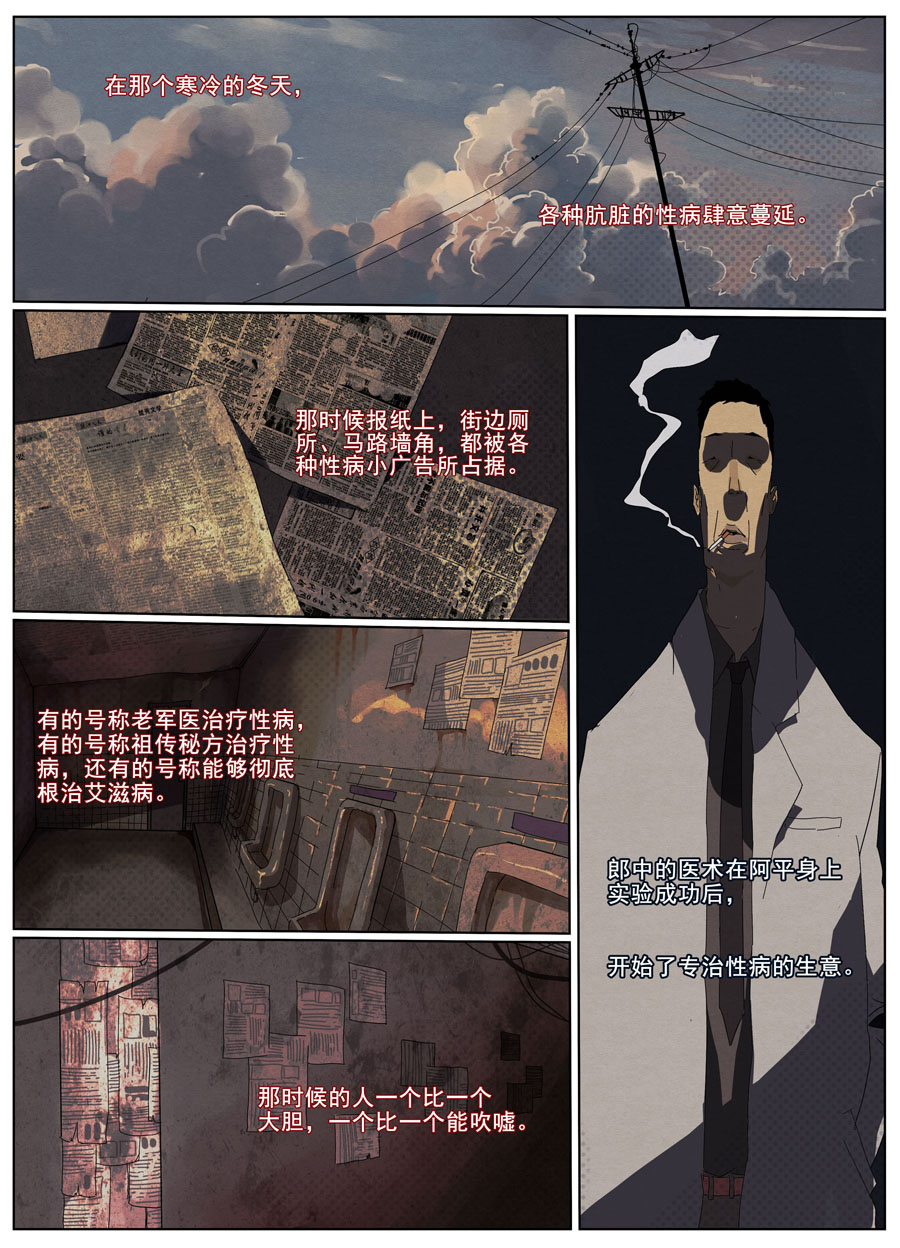 在那个寒冷的冬天，
各种肮脏的性病肆意蔓延。
那时候报纸上，街边厕
所、马路墙角，都被各
种性病小广告所占据。
有的号称老军医治疗性病，
有的号称祖传秘方治疗性
病，还有的号称能够彻底
根治艾滋病。
那时候的人一个比一个
大胆，一个比一个能吹嘘。
郎中的医术在阿平身上
实验成功后，
开始了专治性病的生意。